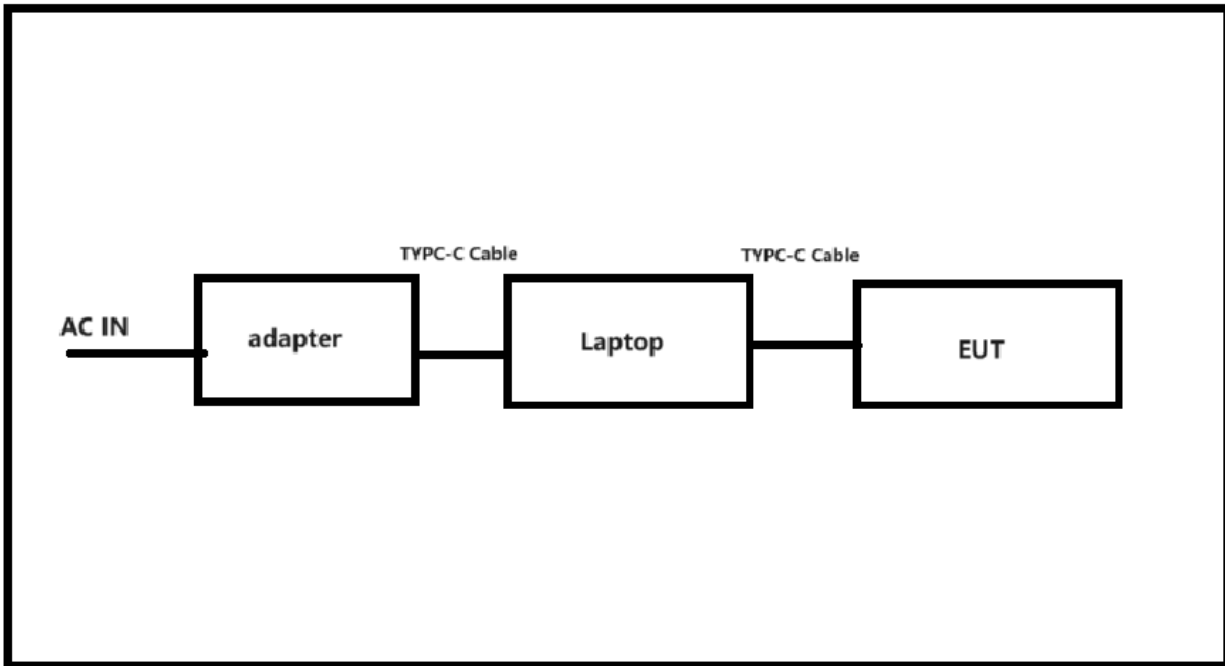 TYPC-C Cable
TYPC-C Cable
AC IN
adapter
Laptop
EUT